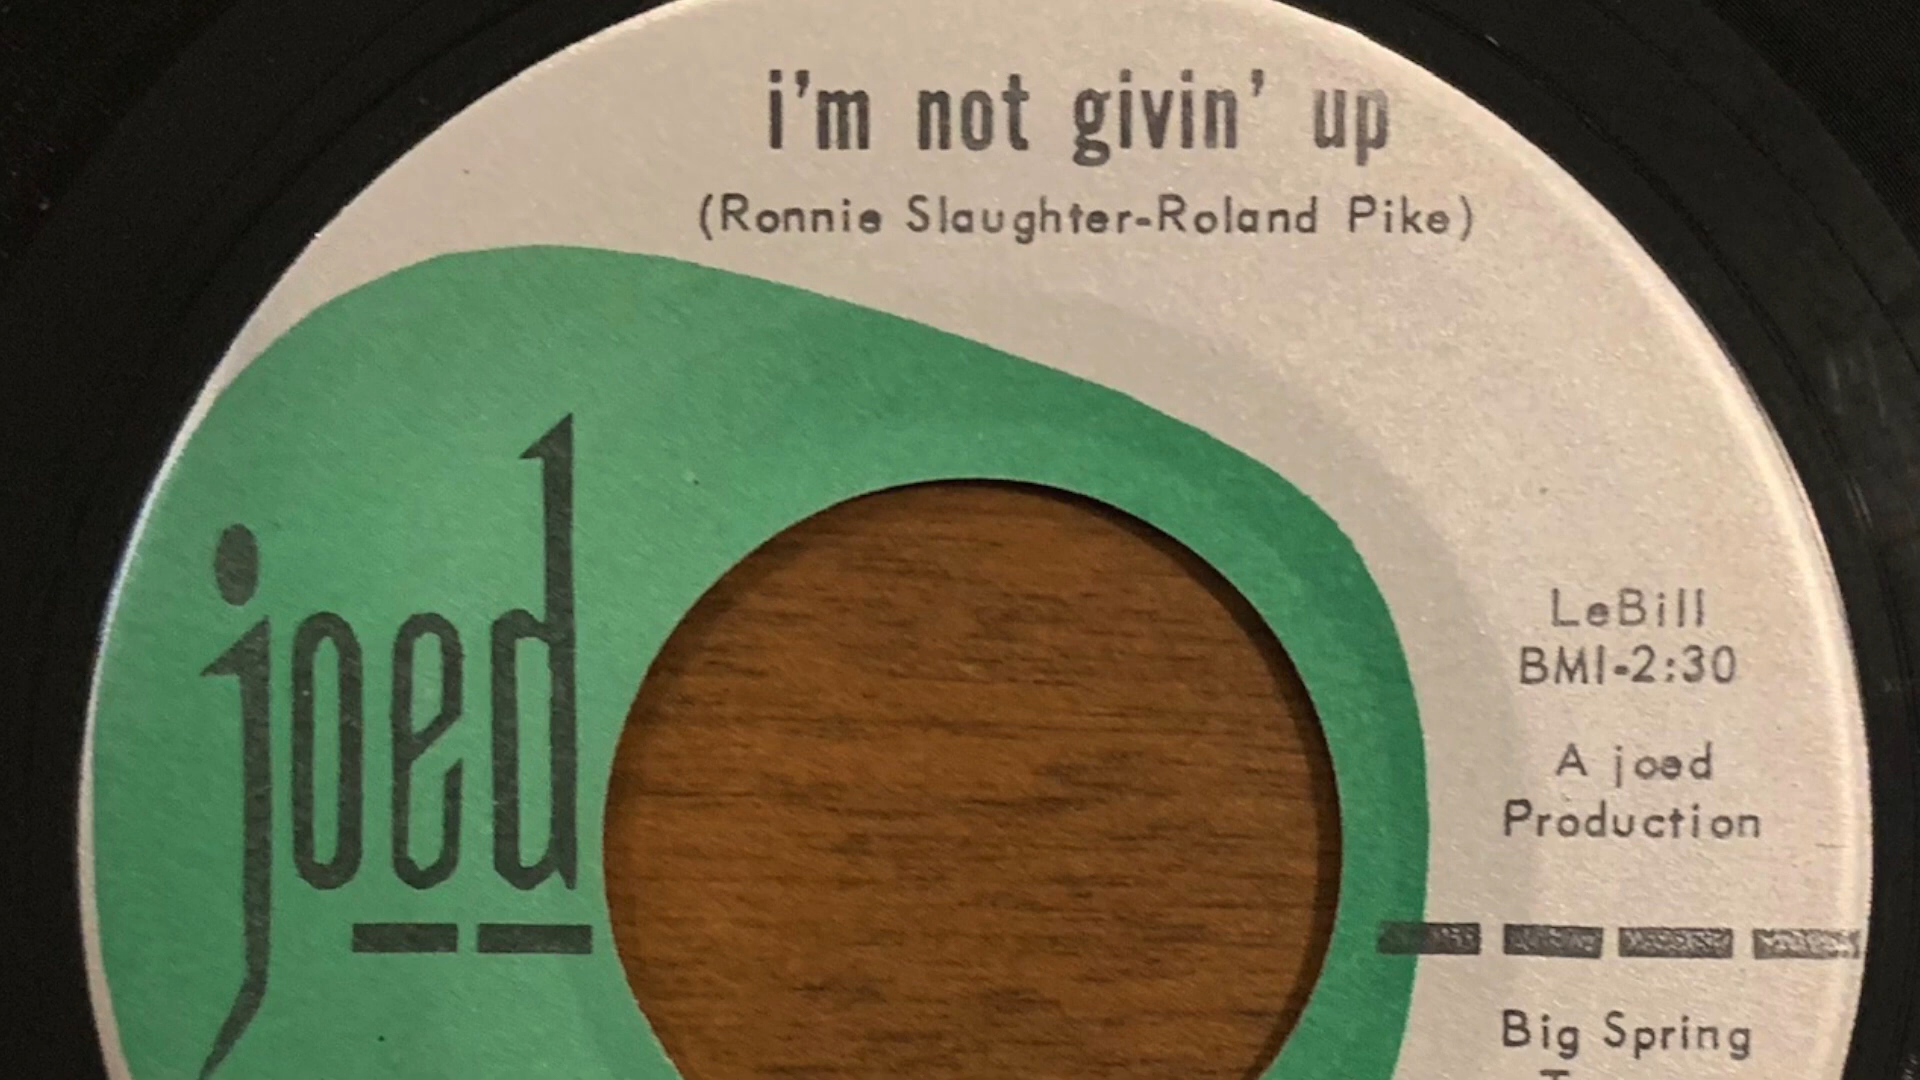 i'm not givin' up
(Ronnie Slaughter-Roland Pike)
joed
LeBill
BMI-2:30
A joed
Production
Big Spring